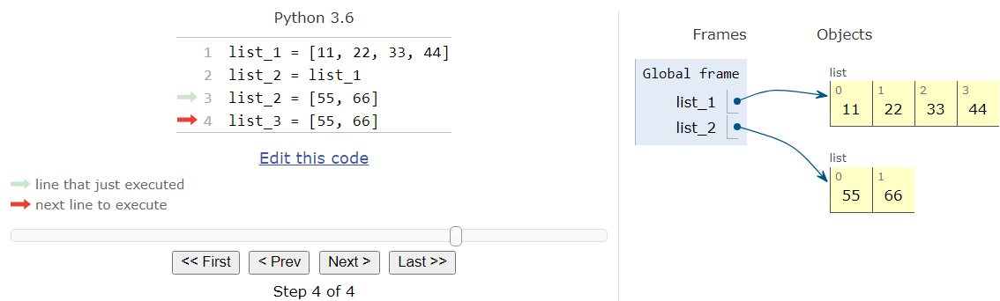 Python 3.6
1 list_1 = [11, 22, 33, 44]
2 list_2 = list_1
3 list_2 = [55, 66]
4 list_3 = [55, 66]
Edit this code
line that just executed
next line to execute
<< First < Prev Next > Last >>
Step 4 of 4
Frames Objects
Global frame
list_1
list_2
list
0 1 2 3
11 22 33 44
list
0 1
55 66